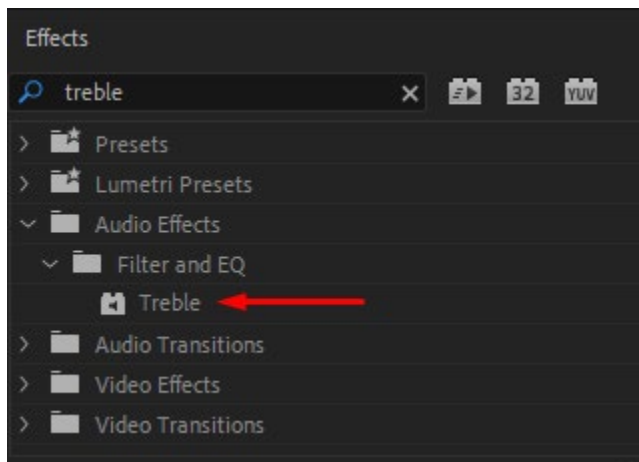 Effects
treble 32 YUV
Presets
Lumetri Presets
Audio Effects
Filter and EQ
Treble
Audio Transitions
Video Effects
Video Transitions